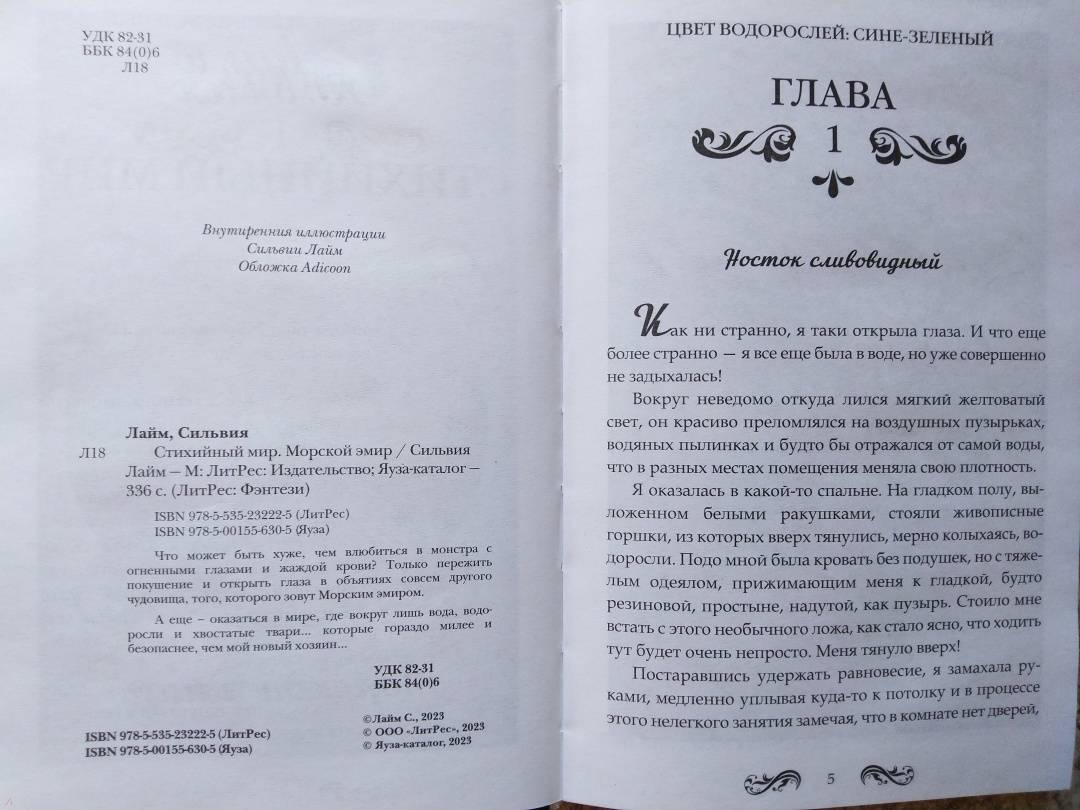 УДК 82-31
ББК 84(0)6
Л18
Внутиренния иллюстрации
Сильвии Лайм
Обложка Adicoon
Лайм, Сильвия
Л18 Стихийный мир. Морской эмир / Сильвия
Лайм — М: ЛитРес: Издательство; Яуза-каталог —
336 с. (ЛитРес: Фэнтези)
ISBN 978-5-535-23222-5 (ЛитРес)
ISBN 978-5-00155-630-5 (Яуза)
Что может быть хуже, чем влюбиться в монстра с
огненными глазами и жаждой крови? Только пережить
покушение и открыть глаза в объятиях совсем другого
чудовища, того, которого зовут Морским эмиром.
А еще – оказаться в мире, где вокруг лишь вода, водо-
росли и хвостатые твари... которые гораздо милее и
безопаснее, чем мой новый хозяин...
УДК 82-31
ББК 84(0)6
ISBN 978-5-535-23222-5 (ЛитРес)
ISBN 978-5-00155-630-5 (Яуза)
©Лайм С., 2023
© ООО «ЛитРес», 2023
© Яуза-каталог, 2023
ЦВЕТ ВОДОРОСЛЕЙ: СИНЕ-ЗЕЛЕНЫЙ
ГЛАВА
1
Носток сливовидный
Как ни странно, я таки открыла глаза. И что еще
более странно — я все еще была в воде, но уже совершенно
не задыхалась!
Вокруг неведомо откуда лился мягкий желтоватый
свет, он красиво преломлялся на воздушных пузырьках,
водяных пылинках и будто бы отражался от самой воды,
что в разных местах помещения меняла свою плотность.
Я оказалась в какой-то спальне. На гладком полу, вы-
ложенном белыми ракушками, стояли живописные
горшки, из которых вверх тянулись, мерно колыхаясь, во-
доросли. Подо мной была кровать без подушек, но с тяже-
лым одеялом, прижимающим меня к гладкой, будто
резиновой, простыне, надутой, как пузырь. Стоило мне
встать с этого необычного ложа, как стало ясно, что ходить
тут будет очень непросто. Меня тянуло вверх!
Постаравшись удержать равновесие, я замахала ру-
ками, медленно уплывая куда-то к потолку и в процессе
этого нелегкого занятия замечая, что в комнате нет дверей,
5